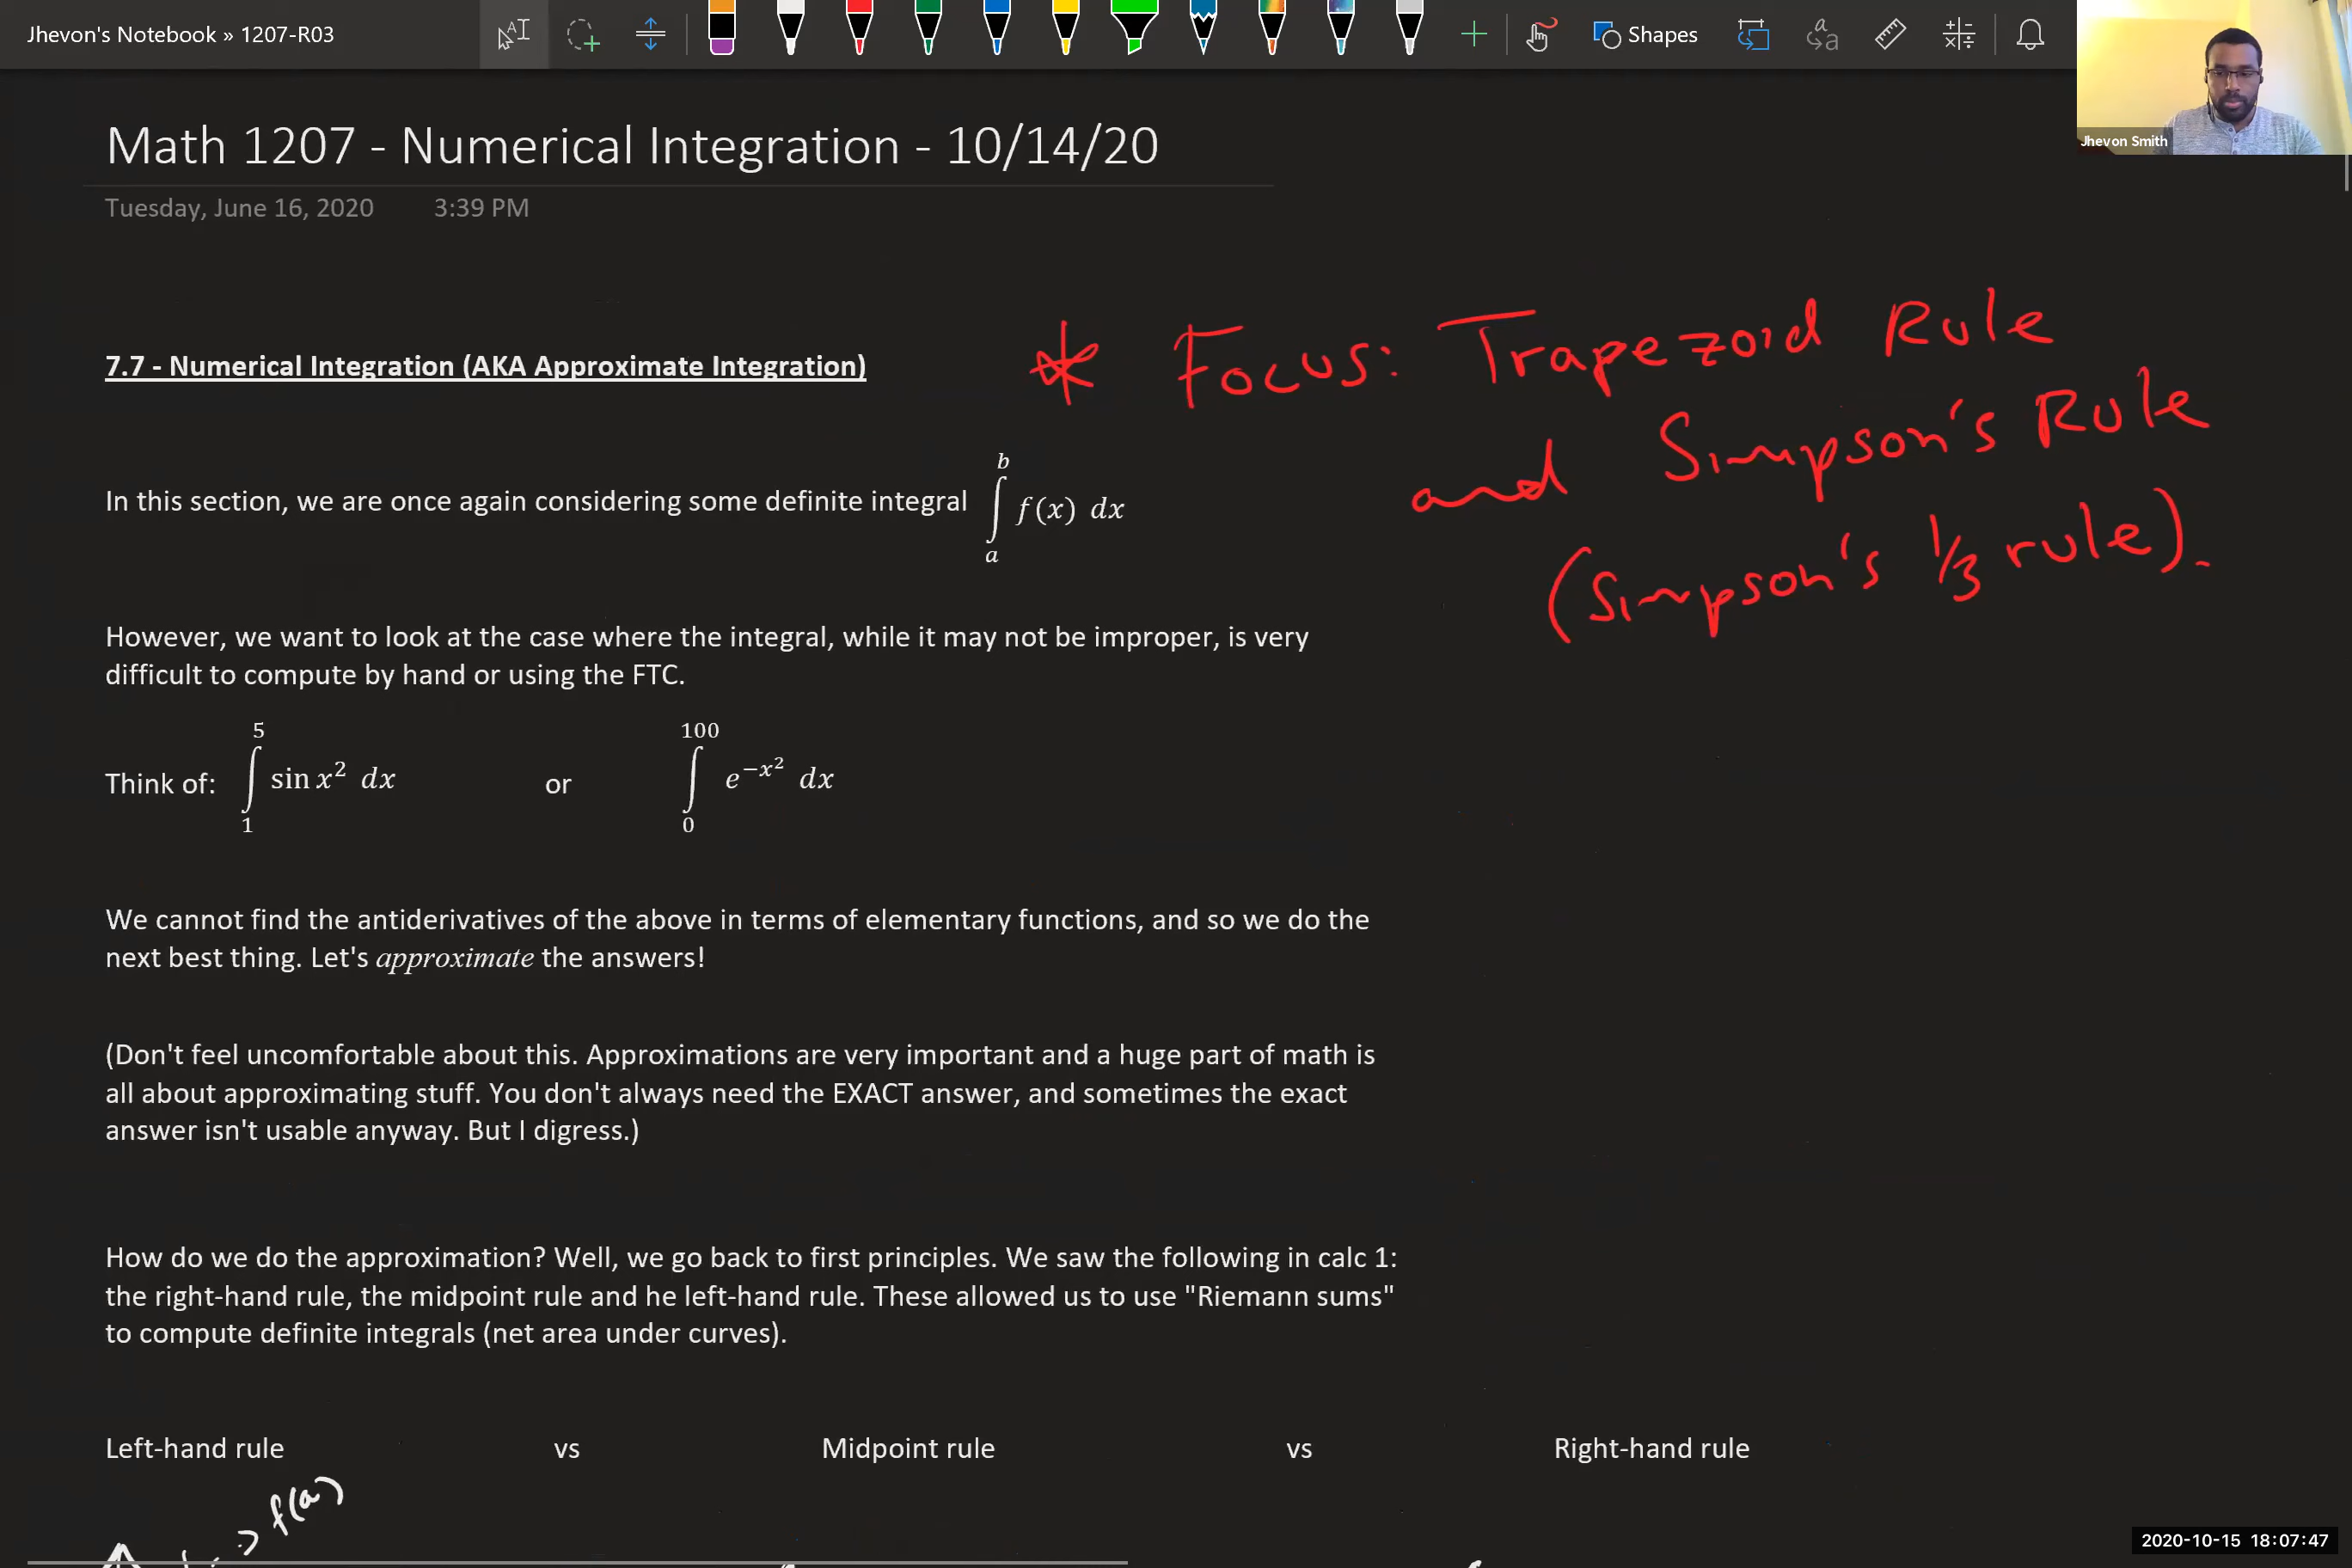 Jhevon's Notebook » 1207-R03
Shapes
Jhevon Smith
Math 1207 - Numerical Integration - 10/14/20
Tuesday, June 16, 2020 3:39 PM
* Focus: Trapezoid Rule
and Simpson's Rule
(Simpson's 1/3 rule).
7.7 - Numerical Integration (AKA Approximate Integration)
In this section, we are once again considering some definite integral ∫_a^b f(x) dx
However, we want to look at the case where the integral, while it may not be improper, is very
difficult to compute by hand or using the FTC.
Think of: ∫_1^5 sin x² dx or ∫_0^100 e^(-x²) dx
We cannot find the antiderivatives of the above in terms of elementary functions, and so we do the
next best thing. Let's approximate the answers!
(Don't feel uncomfortable about this. Approximations are very important and a huge part of math is
all about approximating stuff. You don't always need the EXACT answer, and sometimes the exact
answer isn't usable anyway. But I digress.)
How do we do the approximation? Well, we go back to first principles. We saw the following in calc 1:
the right-hand rule, the midpoint rule and he left-hand rule. These allowed us to use "Riemann sums"
to compute definite integrals (net area under curves).
Left-hand rule vs Midpoint rule vs Right-hand rule
f(a)
2020-10-15 18:07:47